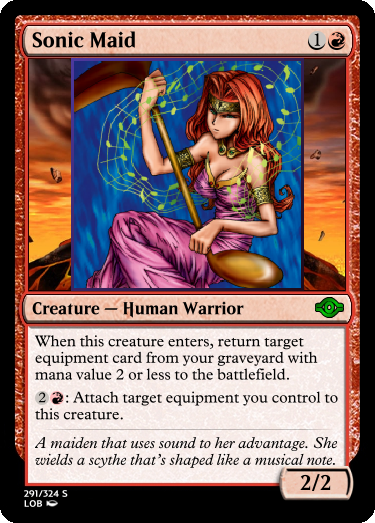 Sonic Maid 1
Creature — Human Warrior
When this creature enters, return target
equipment card from your graveyard with
mana value 2 or less to the battlefield.
2: Attach target equipment you control to
this creature.
A maiden that uses sound to her advantage. She
wields a scythe that's shaped like a musical note.
2/2
291/324 S
LOB